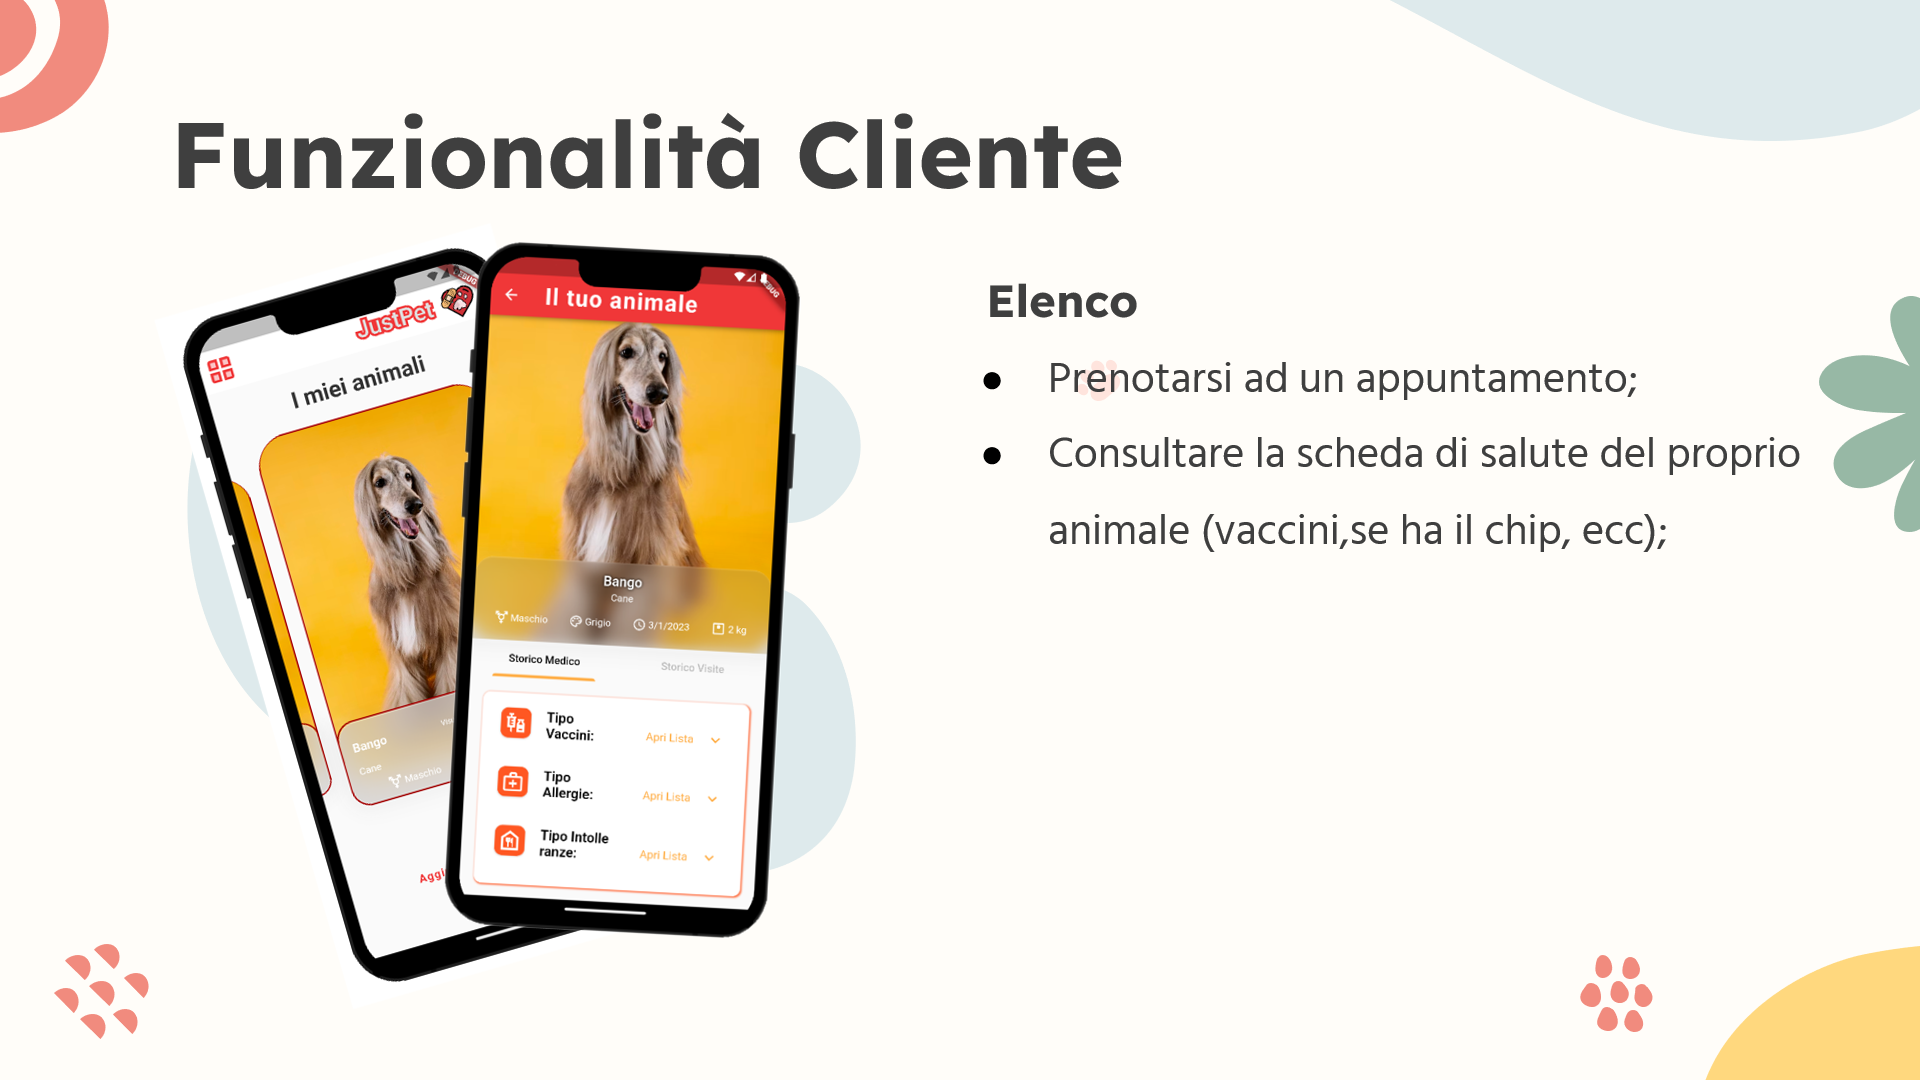 Funzionalità Cliente
Elenco
Prenotarsi ad un appuntamento;
Consultare la scheda di salute del proprio
animale (vaccini,se ha il chip, ecc);
JustPet
I miei animali
Bango
Cane
Maschio
Il tuo animale
Bango
Cane
Maschio Grigio 3/1/2023 2 kg
Storico Medico Storico Visite
Tipo
Vaccini: Apri Lista
Tipo
Allergie: Apri Lista
Tipo Intolle
ranze: Apri Lista